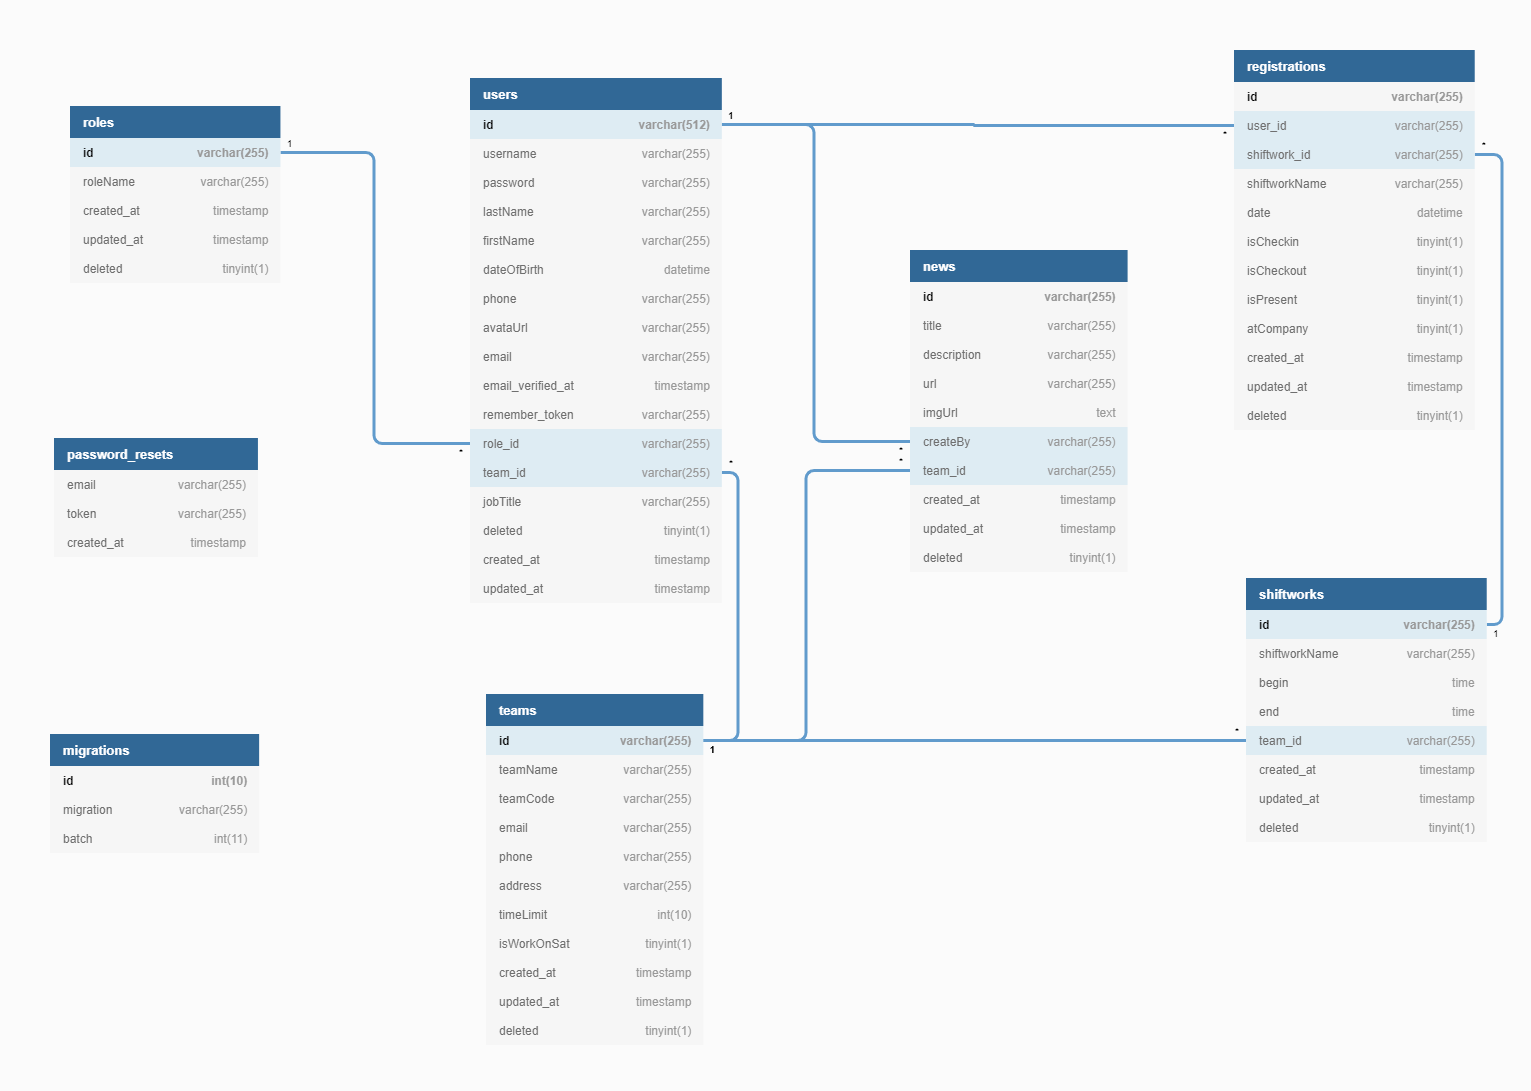 roles
id varchar(255)
roleName varchar(255)
created_at timestamp
updated_at timestamp
deleted tinyint(1)
1
password_resets
email varchar(255)
token varchar(255)
created_at timestamp
migrations
id int(10)
migration varchar(255)
batch int(11)
users
id varchar(512)
username varchar(255)
password varchar(255)
lastName varchar(255)
firstName varchar(255)
dateOfBirth datetime
phone varchar(255)
avataUrl varchar(255)
email varchar(255)
email_verified_at timestamp
remember_token varchar(255)
role_id varchar(255)
team_id varchar(255)
jobTitle varchar(255)
deleted tinyint(1)
created_at timestamp
updated_at timestamp
1
*
*
teams
id varchar(255)
teamName varchar(255)
teamCode varchar(255)
email varchar(255)
phone varchar(255)
address varchar(255)
timeLimit int(10)
isWorkOnSat tinyint(1)
created_at timestamp
updated_at timestamp
deleted tinyint(1)
1
news
id varchar(255)
title varchar(255)
description varchar(255)
url varchar(255)
imgUrl text
createBy varchar(255)
team_id varchar(255)
created_at timestamp
updated_at timestamp
deleted tinyint(1)
*
*
registrations
id varchar(255)
user_id varchar(255)
shiftwork_id varchar(255)
shiftworkName varchar(255)
date datetime
isCheckin tinyint(1)
isCheckout tinyint(1)
isPresent tinyint(1)
atCompany tinyint(1)
created_at timestamp
updated_at timestamp
deleted tinyint(1)
*
*
shiftworks
id varchar(255)
shiftworkName varchar(255)
begin time
end time
team_id varchar(255)
created_at timestamp
updated_at timestamp
deleted tinyint(1)
1
*